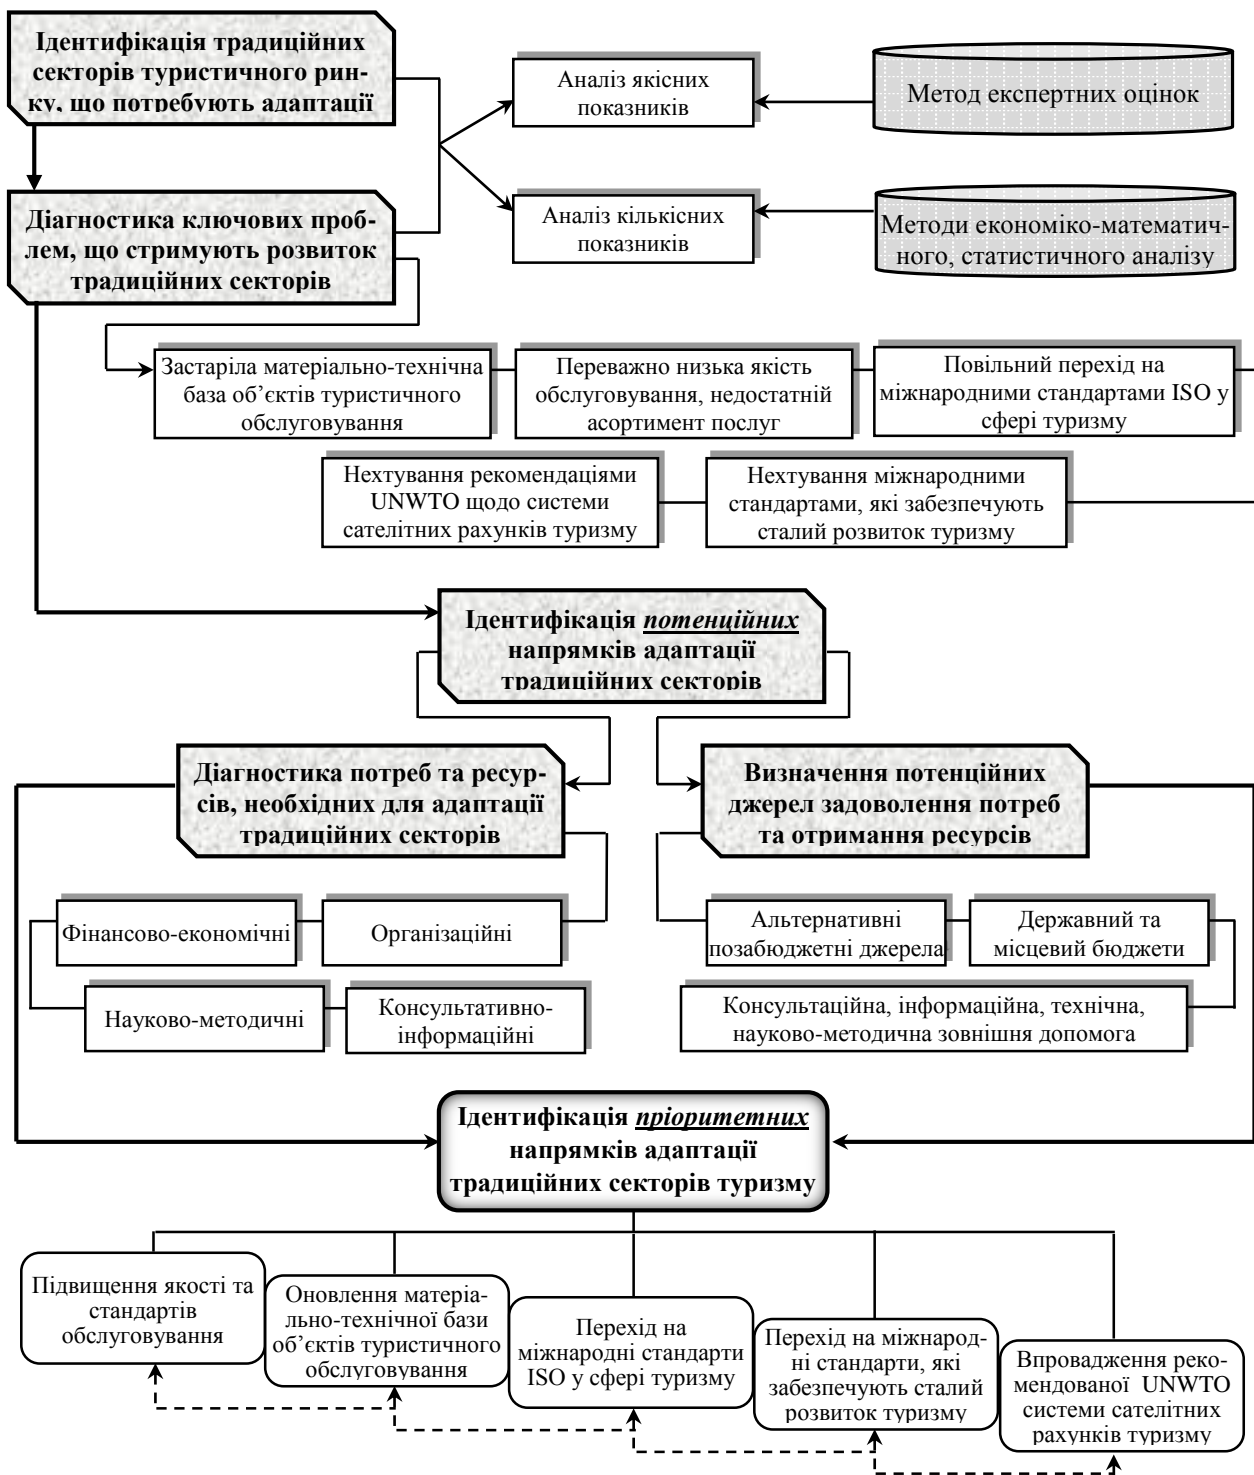 Ідентифікація традиційних
секторів туристичного рин-
ку, що потребують адаптації
Аналіз якісних
показників
Метод експертних оцінок
Діагностика ключових проб-
лем, що стримують розвиток
традиційних секторів
Аналіз кількісних
показників
Методи економіко-математич-
ного, статистичного аналізу
Застаріла матеріально-технічна
база об’єктів туристичного
обслуговування
Переважно низька якість
обслуговування, недостатній
асортимент послуг
Повільний перехід на
міжнародними стандартами ISO у
сфері туризму
Нехтування рекомендаціями
UNWTO щодо системи
сателітних рахунків туризму
Нехтування міжнародними
стандартами, які забезпечують
сталий розвиток туризму
Ідентифікація потенційних
напрямків адаптації
традиційних секторів
Діагностика потреб та ресур-
сів, необхідних для адаптації
традиційних секторів
Визначення потенційних
джерел задоволення потреб
та отримання ресурсів
Фінансово-економічні
Організаційні
Альтернативні
позабюджетні джерела
Державний та
місцевий бюджети
Науково-методичні
Консультативно-
інформаційні
Консультаційна, інформаційна, технічна,
науково-методична зовнішня допомога
Ідентифікація пріоритетних
напрямків адаптації
традиційних секторів туризму
Підвищення якості та
стандартів
обслуговування
Оновлення матеріа-
льно-технічної бази
об’єктів туристичного
обслуговування
Перехід на
міжнародні стандарти
ISO у сфері туризму
Перехід на міжнарод-
ні стандарти, які
забезпечують сталий
розвиток туризму
Впровадження реко-
мендованої UNWTO
системи сателітних
рахунків туризму